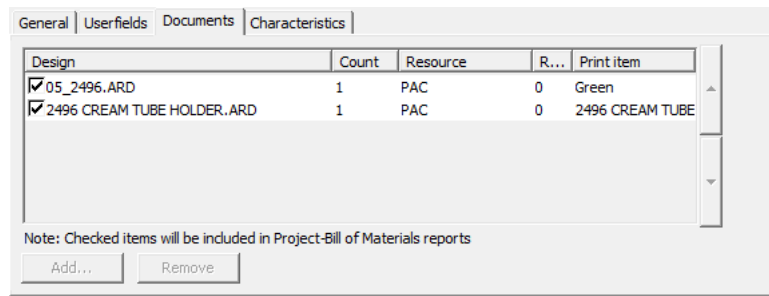 General Userfields Documents Characteristics
Design Count Resource R... Print item
05_2496.ARD 1 PAC 0 Green
2496 CREAM TUBE HOLDER.ARD 1 PAC 0 2496 CREAM TUBE
Note: Checked items will be included in Project-Bill of Materials reports
Add... Remove